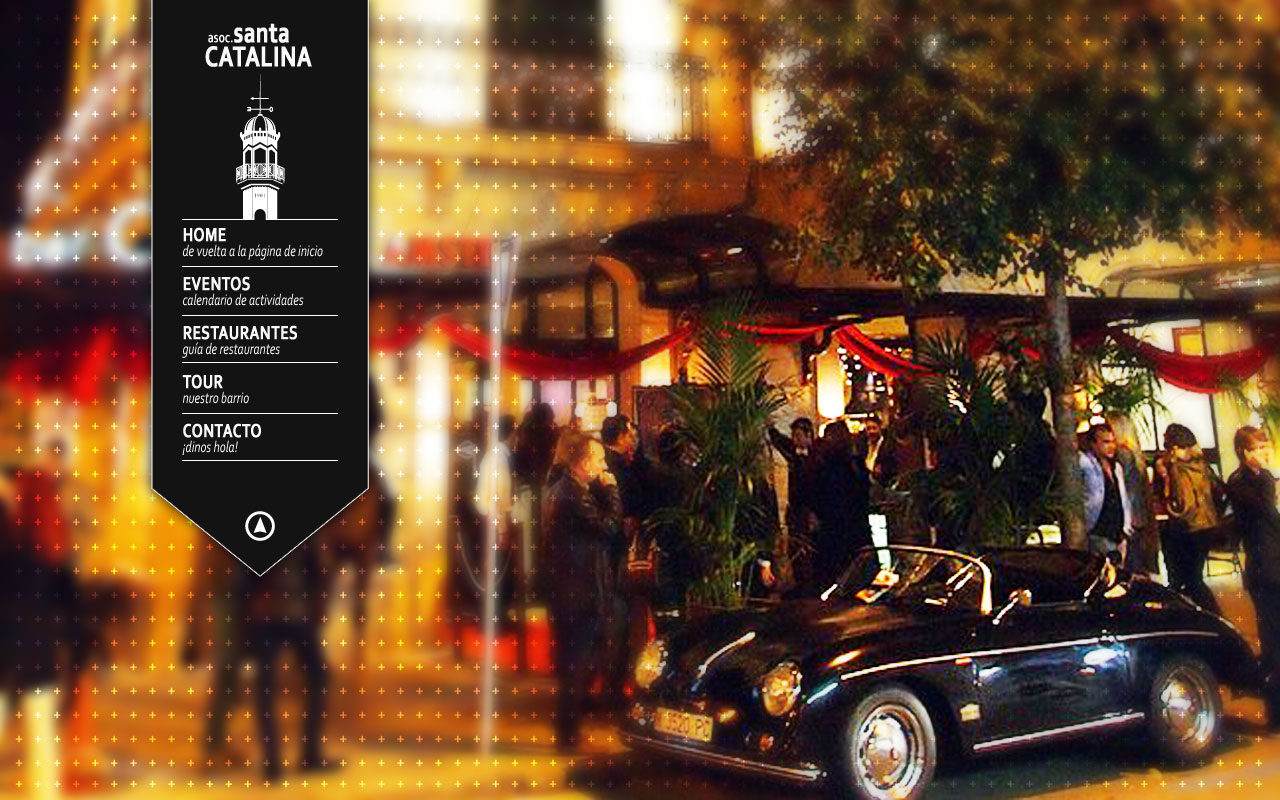 asoc. santa
CATALINA
1901
HOME
de vuelta a la página de inicio
EVENTOS
calendario de actividades
RESTAURANTES
guía de restaurantes
TOUR
nuestro barrio
CONTACTO
¡dinos hola!